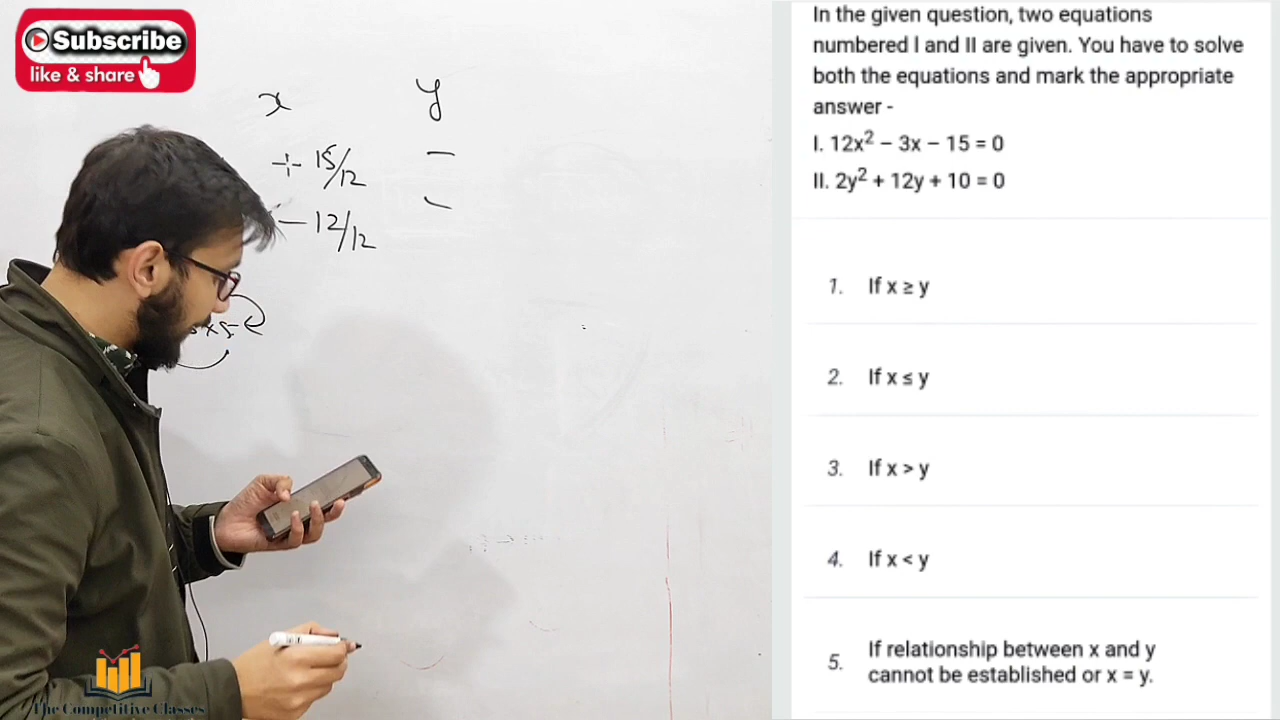 Subscribe
like & share
x y
+ 15/12 −
− 12/12 −
The Competitive Classes
In the given question, two equations
numbered I and II are given. You have to solve
both the equations and mark the appropriate
answer -
I. 12x² − 3x − 15 = 0
II. 2y² + 12y + 10 = 0
1. If x ≥ y
2. If x ≤ y
3. If x > y
4. If x < y
5. If relationship between x and y
cannot be established or x = y.